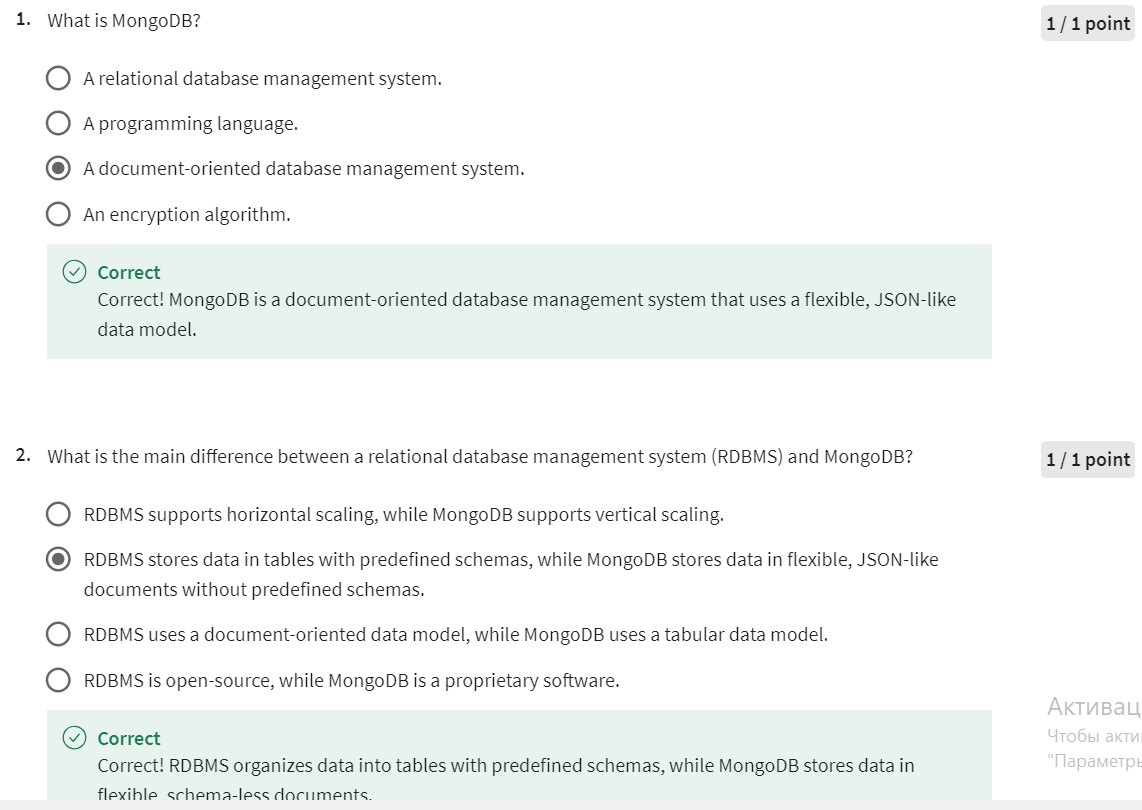 1. What is MongoDB?
1 / 1 point
A relational database management system.
A programming language.
A document-oriented database management system.
An encryption algorithm.
Correct
Correct! MongoDB is a document-oriented database management system that uses a flexible, JSON-like
data model.
2. What is the main difference between a relational database management system (RDBMS) and MongoDB?
1 / 1 point
RDBMS supports horizontal scaling, while MongoDB supports vertical scaling.
RDBMS stores data in tables with predefined schemas, while MongoDB stores data in flexible, JSON-like
documents without predefined schemas.
RDBMS uses a document-oriented data model, while MongoDB uses a tabular data model.
RDBMS is open-source, while MongoDB is a proprietary software.
Correct
Correct! RDBMS organizes data into tables with predefined schemas, while MongoDB stores data in
flexible, schema-less documents.
Активац
Чтобы акти
"Параметры